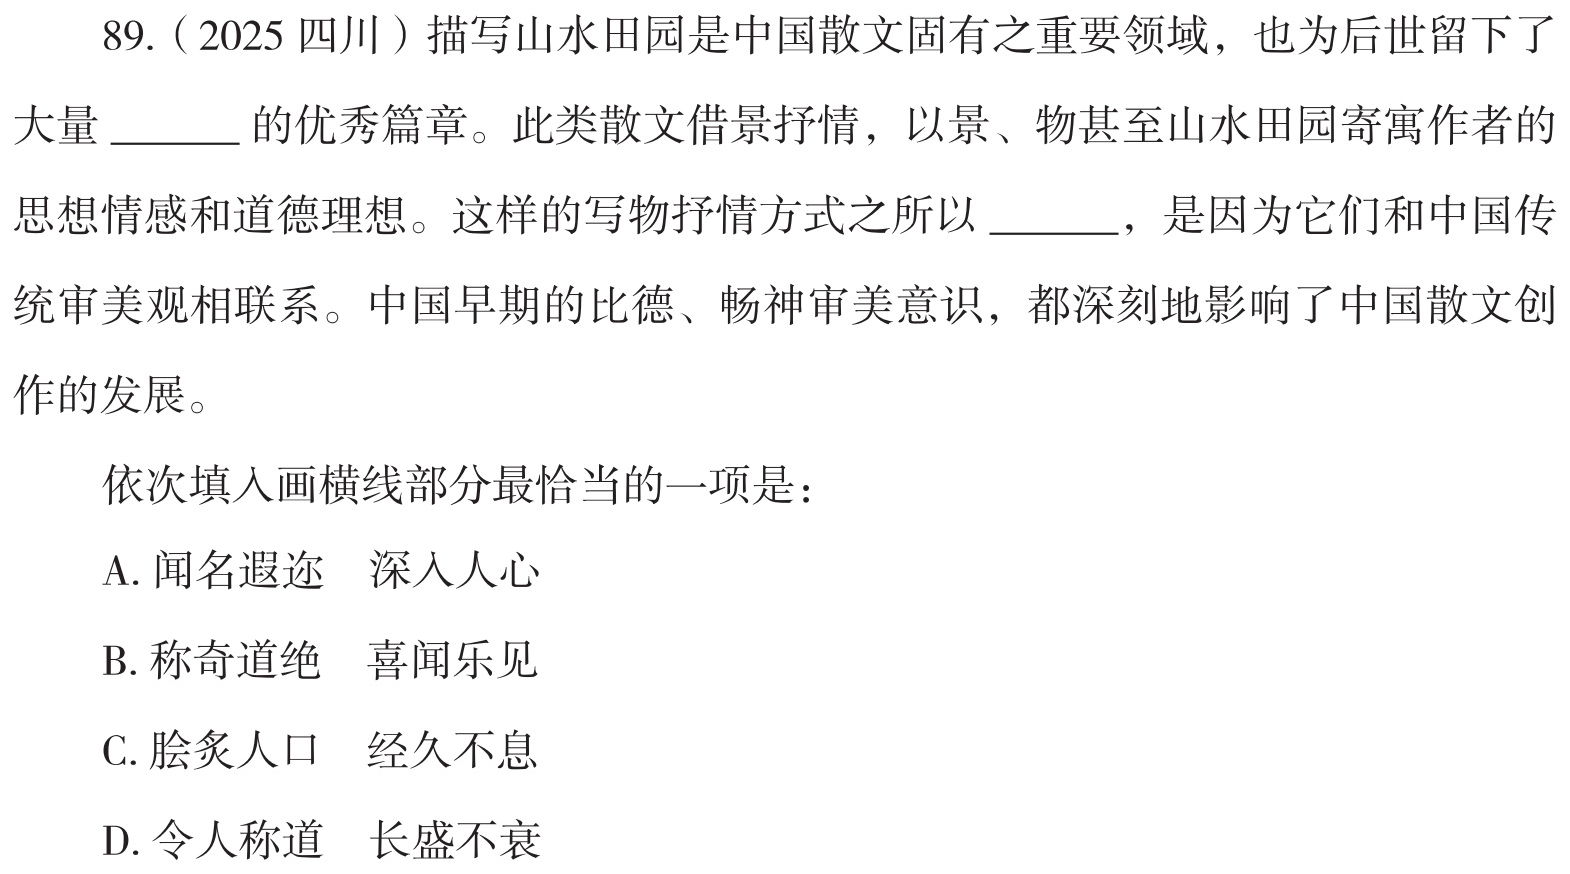 89.（2025 四川）描写山水田园是中国散文固有之重要领域，也为后世留下了
大量 ______ 的优秀篇章。此类散文借景抒情，以景、物甚至山水田园寄寓作者的
思想情感和道德理想。这样的写物抒情方式之所以 ______，是因为它们和中国传
统审美观相联系。中国早期的比德、畅神审美意识，都深刻地影响了中国散文创
作的发展。
依次填入画横线部分最恰当的一项是：
A. 闻名遐迩　深入人心
B. 称奇道绝　喜闻乐见
C. 脍炙人口　经久不息
D. 令人称道　长盛不衰